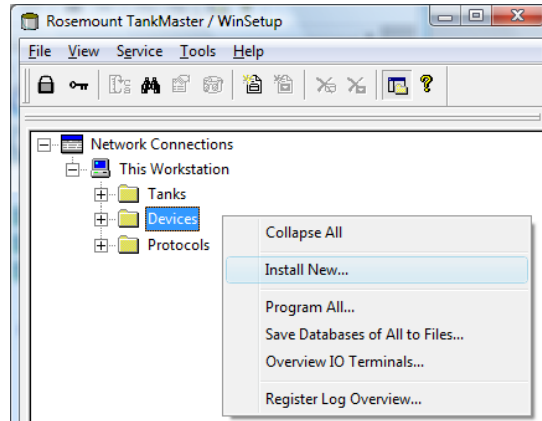 Rosemount TankMaster / WinSetup
File View Service Tools Help
Network Connections
This Workstation
Tanks
Devices
Protocols
Collapse All
Install New...
Program All...
Save Databases of All to Files...
Overview IO Terminals...
Register Log Overview...